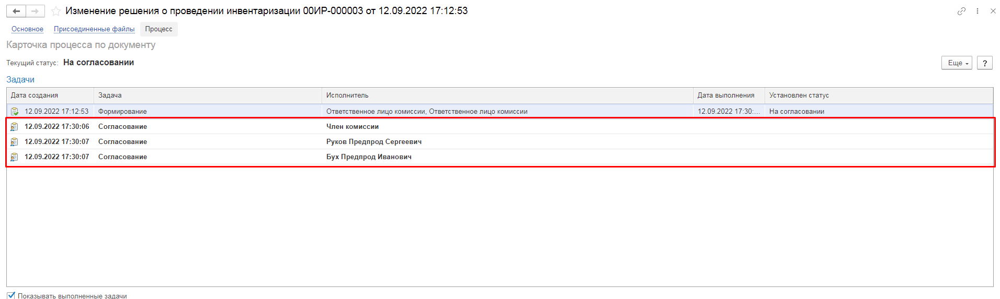 Изменение решения о проведении инвентаризации 00ИР-000003 от 12.09.2022 17:12:53
Основное Присоединенные файлы Процесс
Карточка процесса по документу
Текущий статус: На согласовании
Еще ?
Задачи
Дата создания Задача Исполнитель Дата выполнения Установлен статус
12.09.2022 17:12:53 Формирование Ответственное лицо комиссии, Ответственное лицо комиссии 12.09.2022 17:30:... На согласовании
12.09.2022 17:30:06 Согласование Член комиссии
12.09.2022 17:30:07 Согласование Руков Предпрод Сергеевич
12.09.2022 17:30:07 Согласование Бух Предпрод Иванович
Показывать выполненные задачи